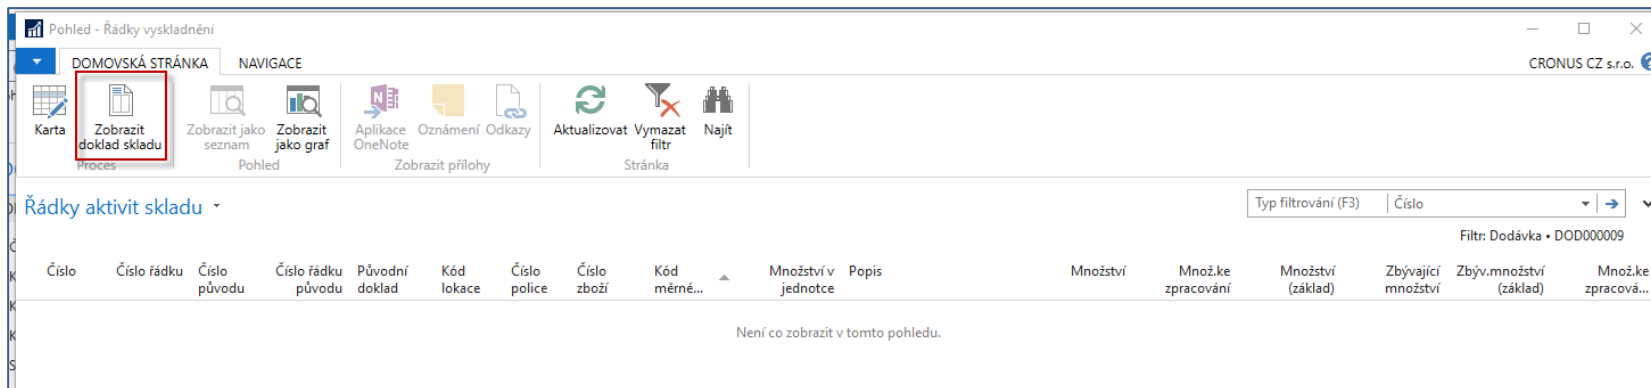 Pohled - Řádky vyskladnění
DOMOVSKÁ STRÁNKA NAVIGACE CRONUS CZ s.r.o.
Karta
Zobrazit
doklad skladu
Zobrazit jako
seznam
Zobrazit
jako graf
Aplikace
OneNote
Oznámení
Odkazy
Aktualizovat
Vymazat
filtr
Najít
Proces Pohled Zobrazit přílohy Stránka
Řádky aktivit skladu
Typ filtrování (F3) Číslo
Filtr: Dodávka • DOD000009
Číslo
Číslo řádku
Číslo
původu
Číslo řádku
původu
Původní
doklad
Kód
lokace
Číslo
police
Číslo
zboží
Kód
měrné...
Množství v
jednotce
Popis
Množství
Množ.ke
zpracování
Množství
(základ)
Zbývající
množství
Zbýv.množství
(základ)
Množ.ke
zpracová...
Není co zobrazit v tomto pohledu.